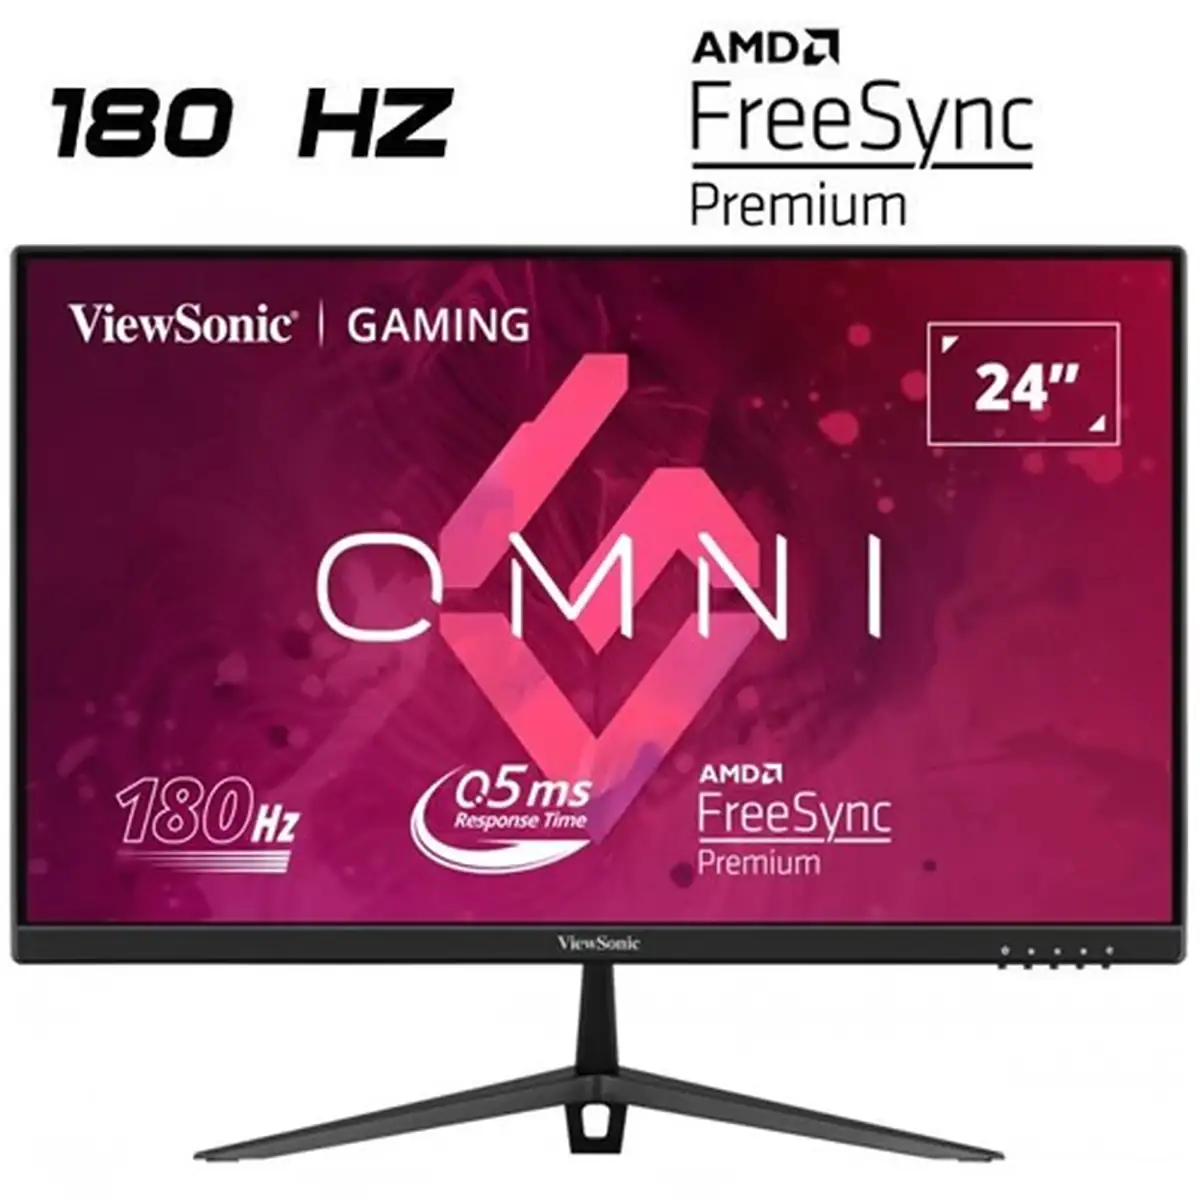 180 HZ
AMD
FreeSync
Premium
ViewSonic® | GAMING
24"
OMNI
180Hz
0.5ms
Response Time
AMD
FreeSync
Premium
ViewSonic